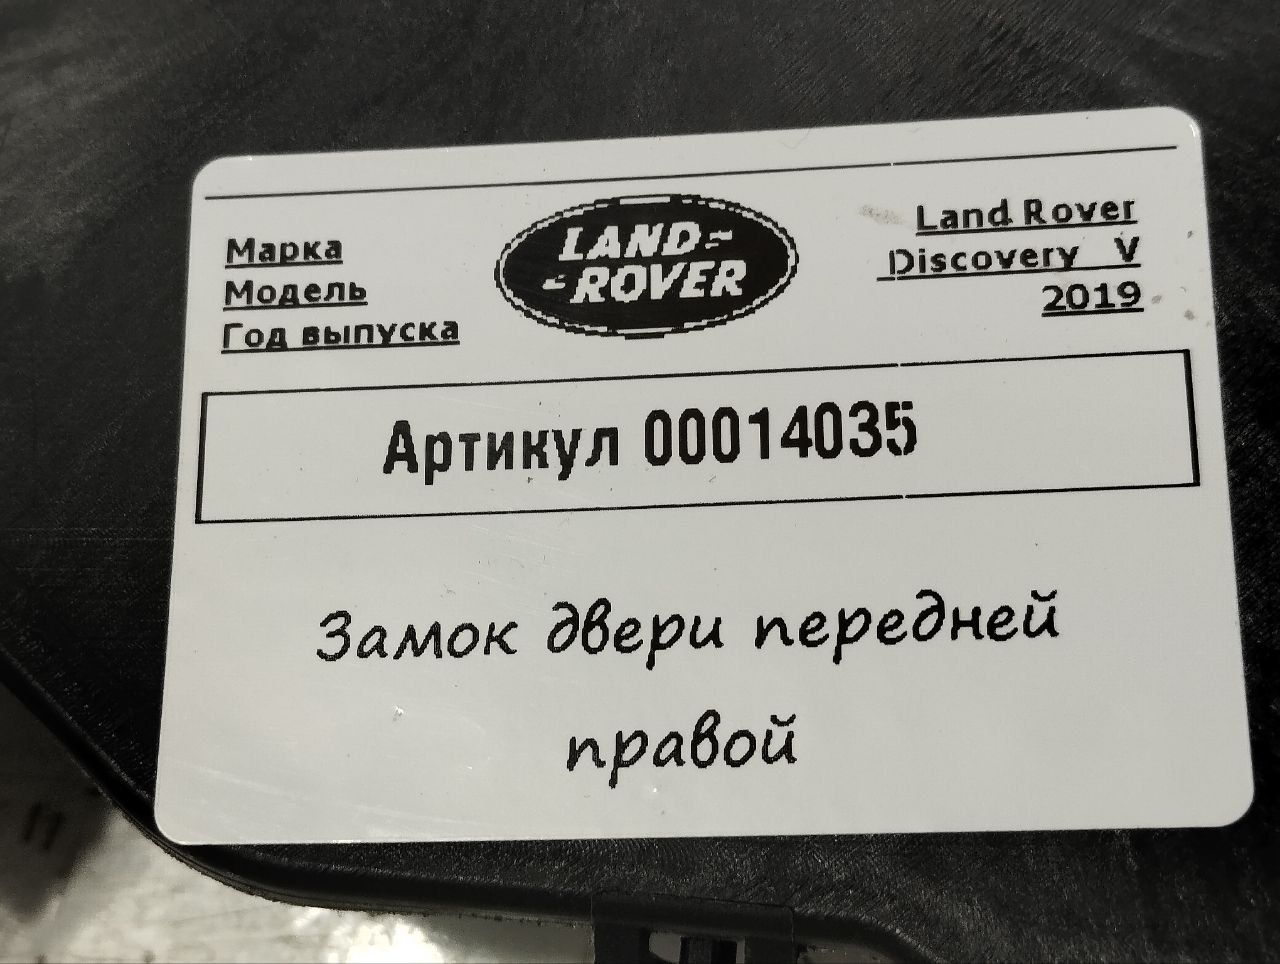 Марка
Модель
Год выпуска
LAND
ROVER
Land Rover
Discovery V
2019
Артикул 00014035
Замок двери передней
правой